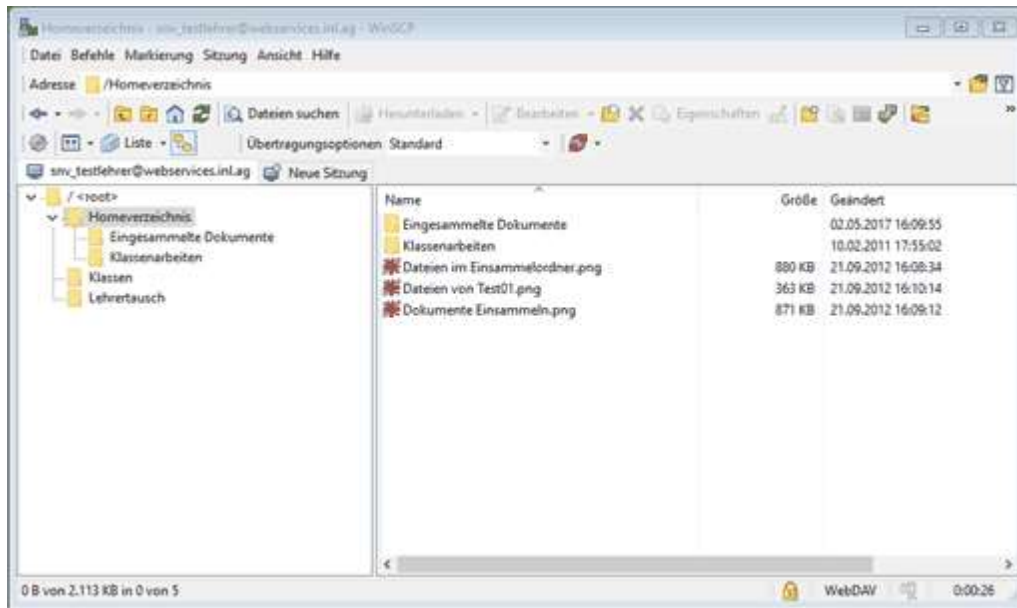 Homeverzeichnis - snv_testlehrer@webservices.inl.ag - WinSCP
Datei Befehle Markierung Sitzung Ansicht Hilfe
Adresse /Homeverzeichnis
Dateien suchen Herunterladen Bearbeiten Eigenschaften
Liste Übertragungsoptionen Standard
snv_testlehrer@webservices.inl.ag Neue Sitzung
/ <root>
Homeverzeichnis
Eingesammelte Dokumente
Klassenarbeiten
Klassen
Lehrertausch
Name Größe Geändert
Eingesammelte Dokumente 02.05.2017 16:09:55
Klassenarbeiten 10.02.2011 17:55:02
Dateien im Einsammelordner.png 880 KB 21.09.2012 16:08:34
Dateien von Test01.png 363 KB 21.09.2012 16:10:14
Dokumente Einsammeln.png 871 KB 21.09.2012 16:09:12
0 B von 2.113 KB in 0 von 5 WebDAV 0:00:26